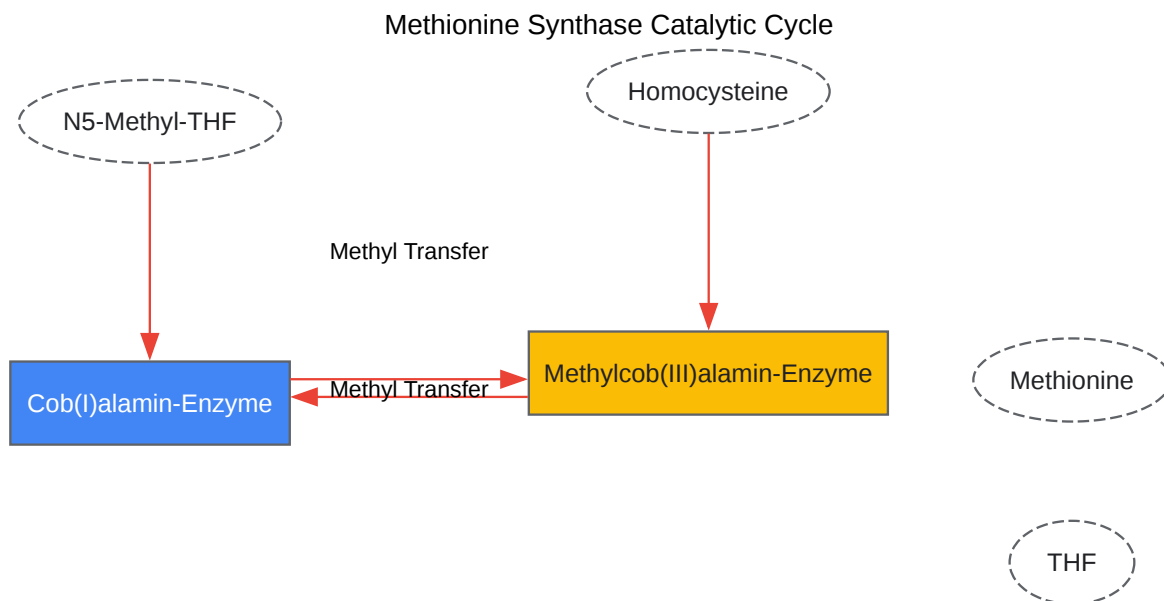 Methionine Synthase Catalytic Cycle
Homocysteine
N5-Methyl-THF
Methyl Transfer
Methylcob(III)alamin-Enzyme
Methionine
Methyl Transfer
Cob(I)alamin-Enzyme
THF